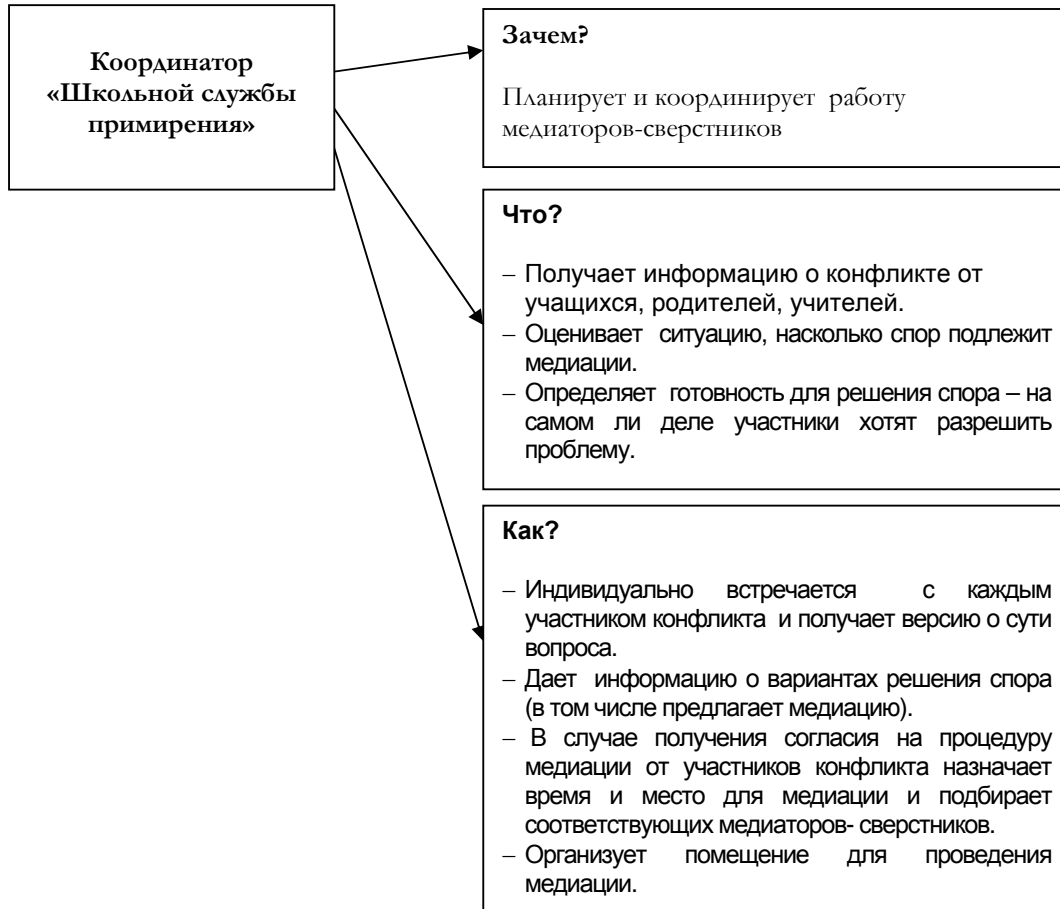 Координатор
«Школьной службы
примирения»
Зачем?
Планирует и координирует работу
медиаторов-сверстников
Что?
– Получает информацию о конфликте от
учащихся, родителей, учителей.
– Оценивает ситуацию, насколько спор подлежит
медиации.
– Определяет готовность для решения спора – на
самом ли деле участники хотят разрешить
проблему.
Как?
– Индивидуально встречается с каждым
участником конфликта и получает версию о сути
вопроса.
– Дает информацию о вариантах решения спора
(в том числе предлагает медиацию).
– В случае получения согласия на процедуру
медиации от участников конфликта назначает
время и место для медиации и подбирает
соответствующих медиаторов- сверстников.
– Организует помещение для проведения
медиации.